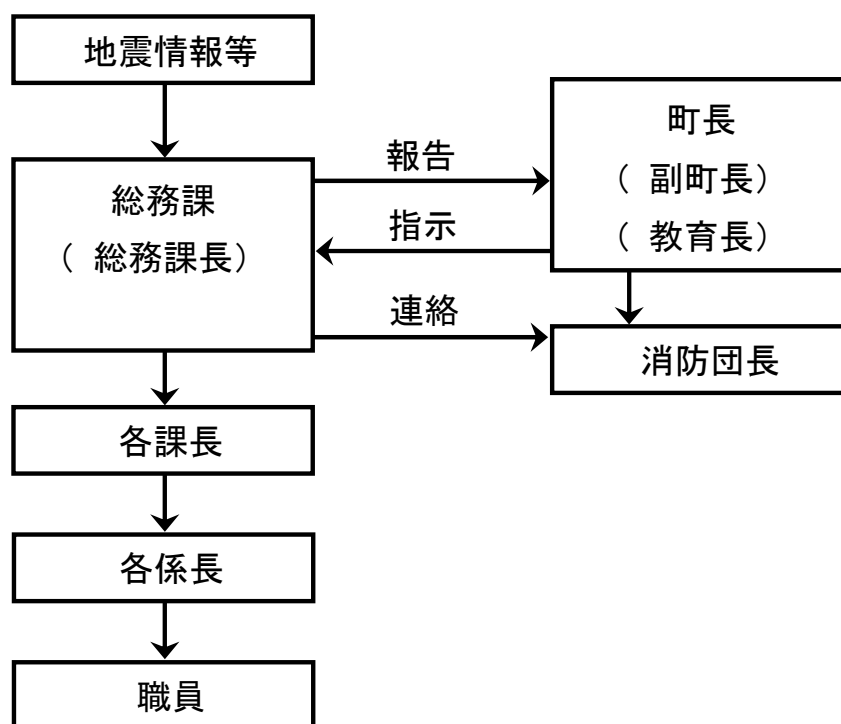 地震情報等
総務課
（ 総務課長）
報告
指示
連絡
町長
（ 副町長）
（ 教育長）
消防団長
各課長
各係長
職員